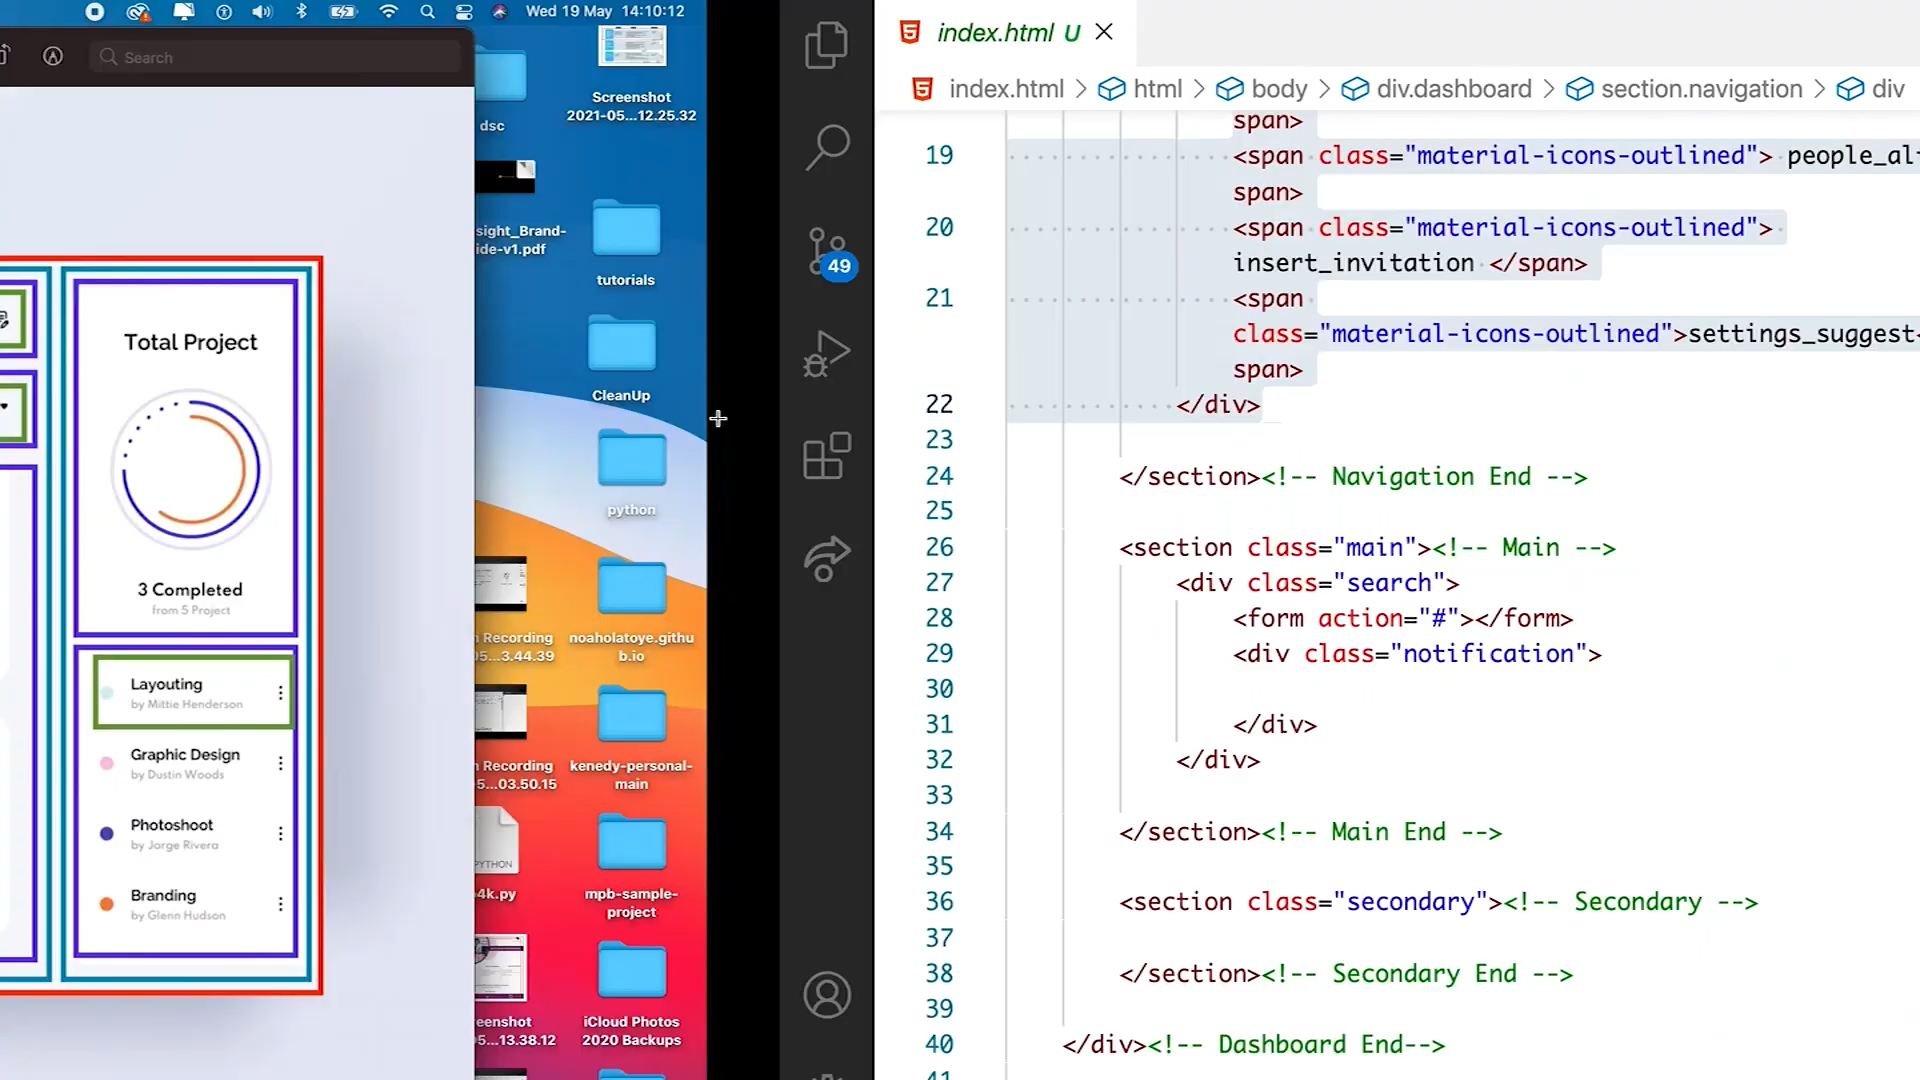 Wed 19 May 14:10:12
Search
Total Project
3 Completed
from 5 Project
Layouting
by Mittie Henderson
Graphic Design
by Dustin Woods
Photoshoot
by Jorge Rivera
Branding
by Glenn Hudson
dsc
Screenshot
2021-05...12.25.32
sight_Brand-
ide-v1.pdf
tutorials
CleanUp
python
n Recording
05...3.44.39
noaholatoye.githu
b.io
n Recording
5...03.50.15
kenedy-personal-
main
PYTHON
4k.py
mpb-sample-
project
eenshot
05...13.38.12
iCloud Photos
2020 Backups
49
index.html U
index.html > html > body > div.dashboard > section.navigation > div
span>
19 <span class="material-icons-outlined"> people_al
span>
20 <span class="material-icons-outlined">
insert_invitation </span>
21 <span
class="material-icons-outlined">settings_suggest<
span>
22 </div>
23
24 </section><!-- Navigation End -->
25
26 <section class="main"><!-- Main -->
27 <div class="search">
28 <form action="#"></form>
29 <div class="notification">
30
31 </div>
32 </div>
33
34 </section><!-- Main End -->
35
36 <section class="secondary"><!-- Secondary -->
37
38 </section><!-- Secondary End -->
39
40 </div><!-- Dashboard End-->
41